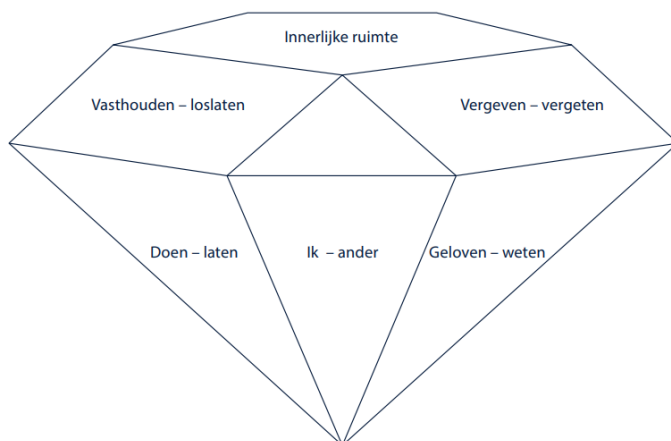 Innerlijke ruimte
Vasthouden – loslaten
Vergeven – vergeten
Doen – laten
Ik – ander
Geloven – weten